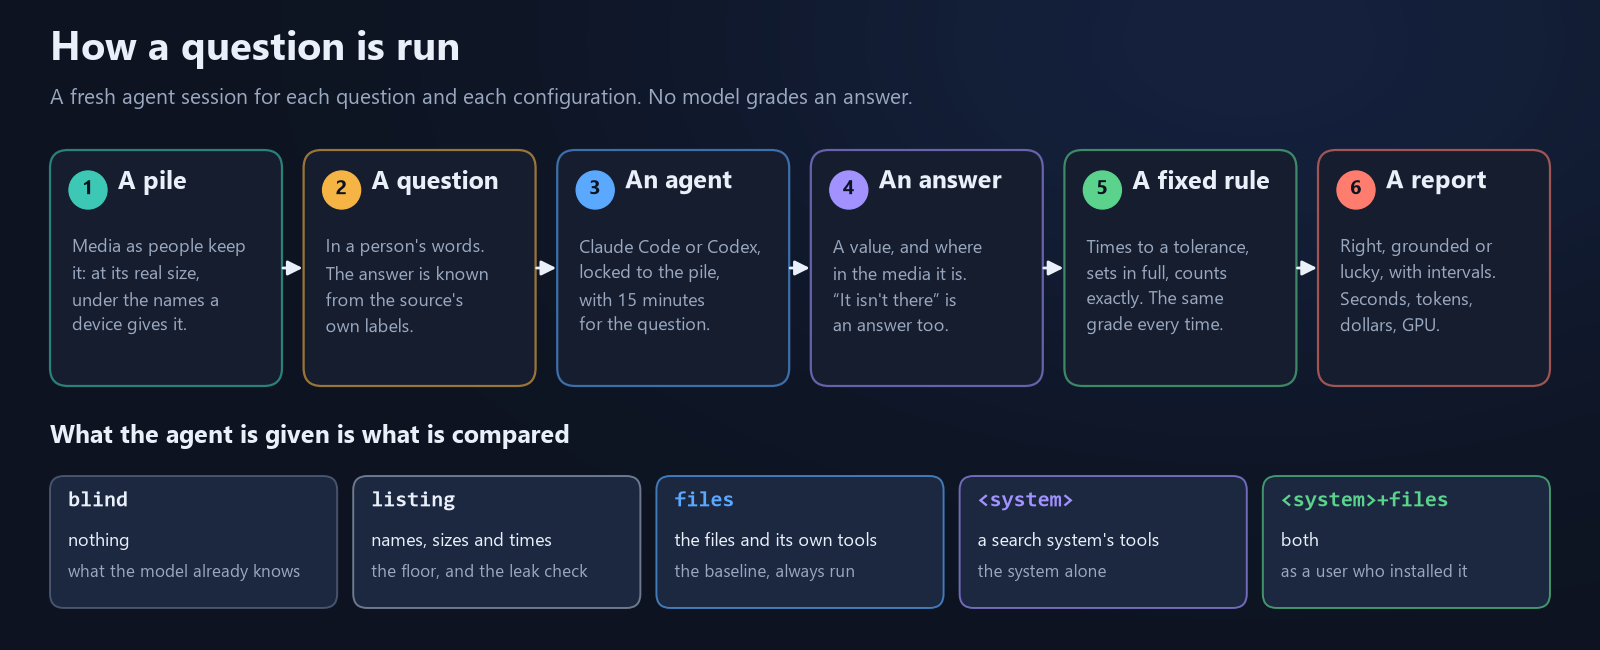 How a question is run
A fresh agent session for each question and each configuration. No model grades an answer.
1 A pile
Media as people keep
it: at its real size,
under the names a
device gives it.
2 A question
In a person's words.
The answer is known
from the source's
own labels.
3 An agent
Claude Code or Codex,
locked to the pile,
with 15 minutes
for the question.
4 An answer
A value, and where
in the media it is.
“It isn't there” is
an answer too.
5 A fixed rule
Times to a tolerance,
sets in full, counts
exactly. The same
grade every time.
6 A report
Right, grounded or
lucky, with intervals.
Seconds, tokens,
dollars, GPU.
What the agent is given is what is compared
blind
nothing
what the model already knows
listing
names, sizes and times
the floor, and the leak check
files
the files and its own tools
the baseline, always run
<system>
a search system's tools
the system alone
<system>+files
both
as a user who installed it